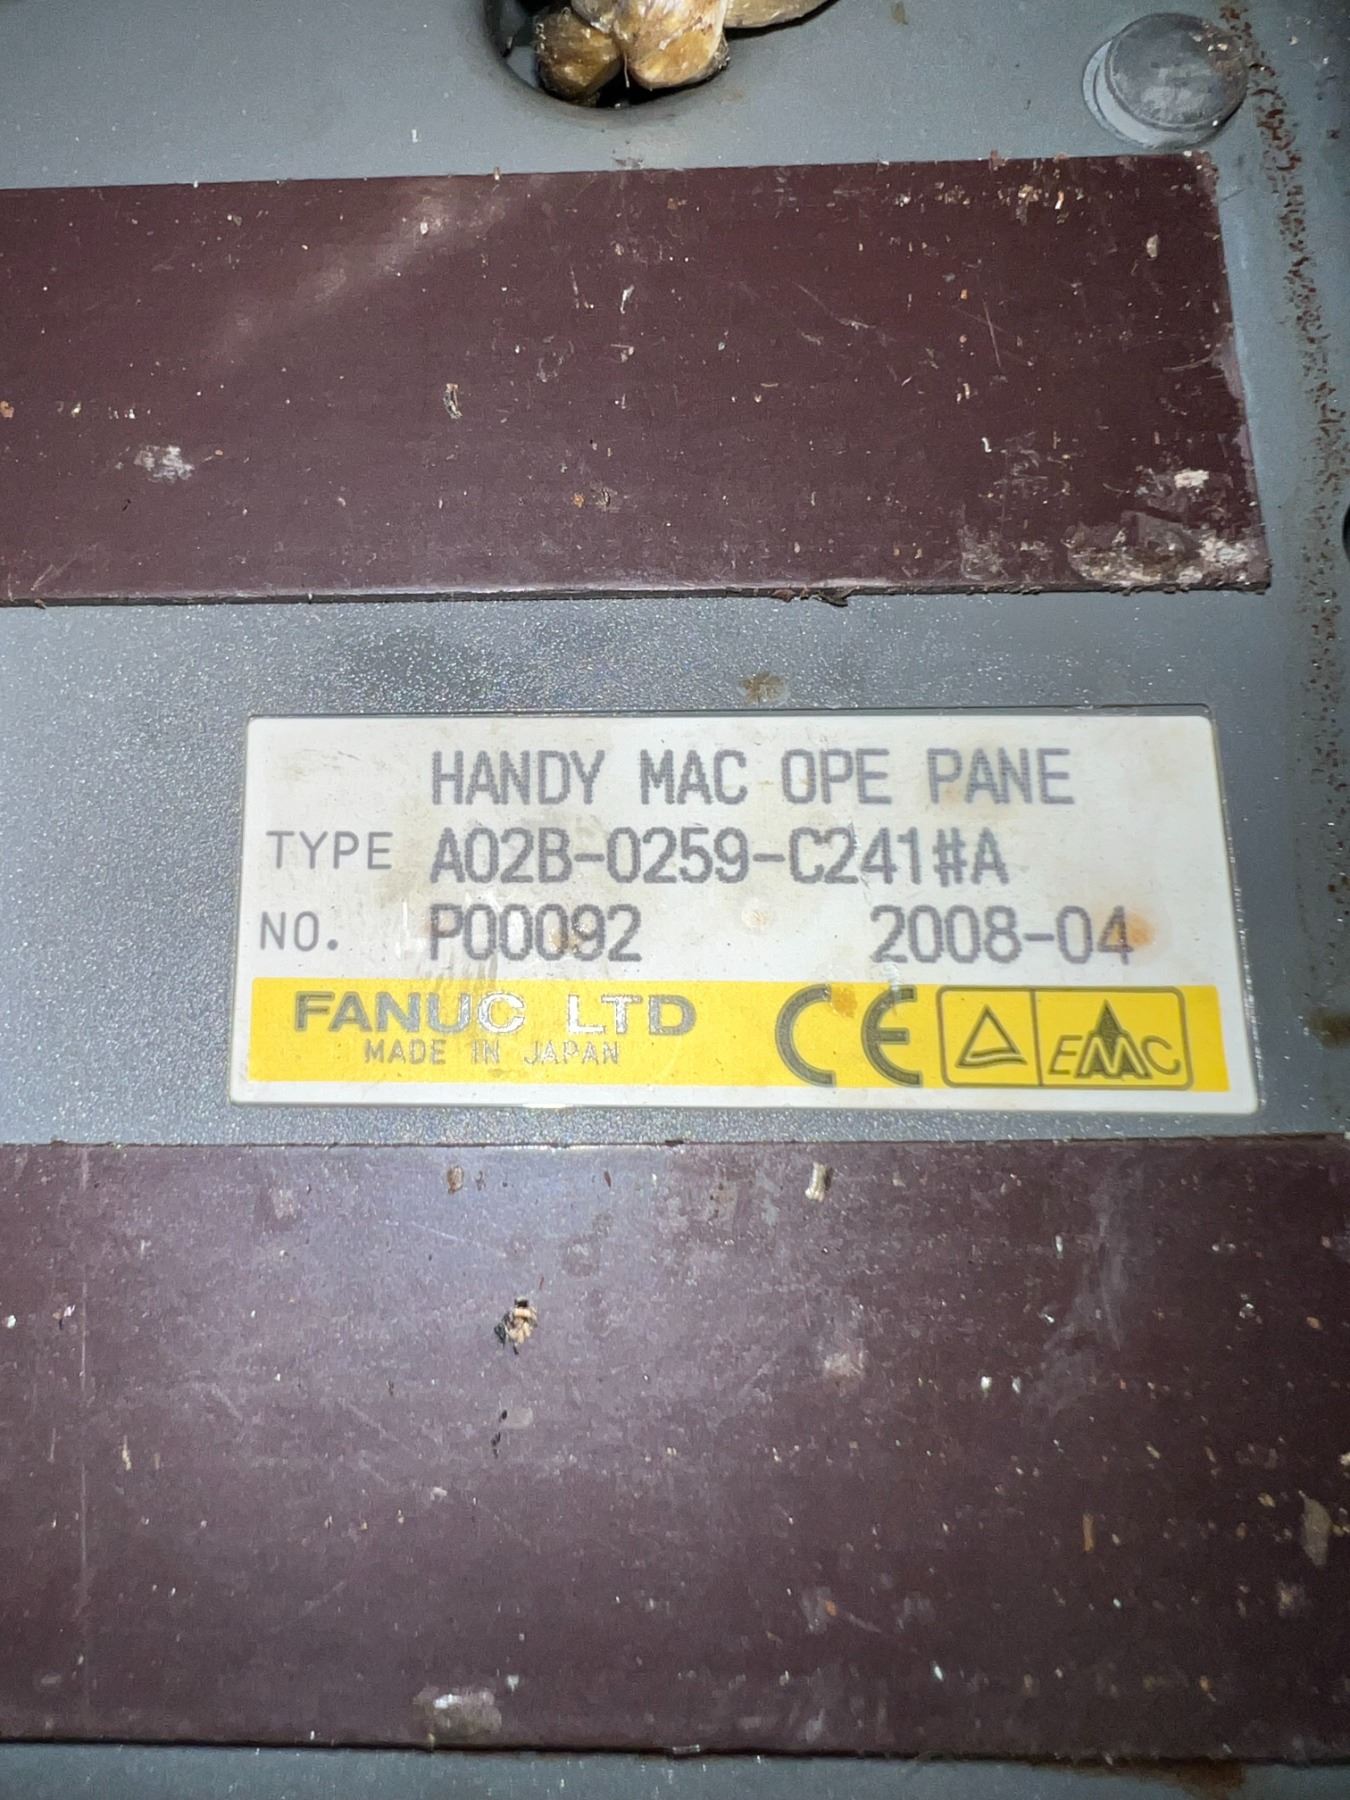 HANDY MAC OPE PANE
TYPE A02B-0259-C241#A
NO. P00092 2008-04
FANUC LTD
MADE IN JAPAN
CE EMC